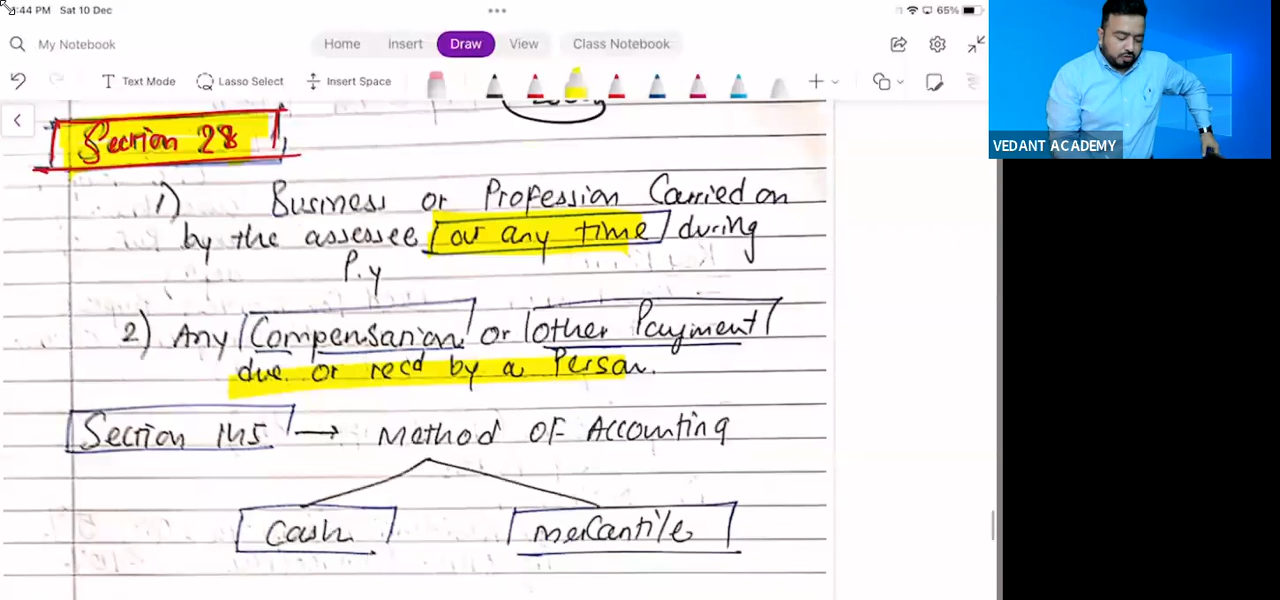 :44 PM Sat 10 Dec
65%
My Notebook
Home Insert Draw View Class Notebook
Text Mode Lasso Select Insert Space
VEDANT ACADEMY
Section 28
1) Business or Profession Carried on
by the assessee at any time during
P.y
2) Any Compensation or other Payment
due or recd by a Person.
Section 145 → Method OF Accounting
Cash mercantile